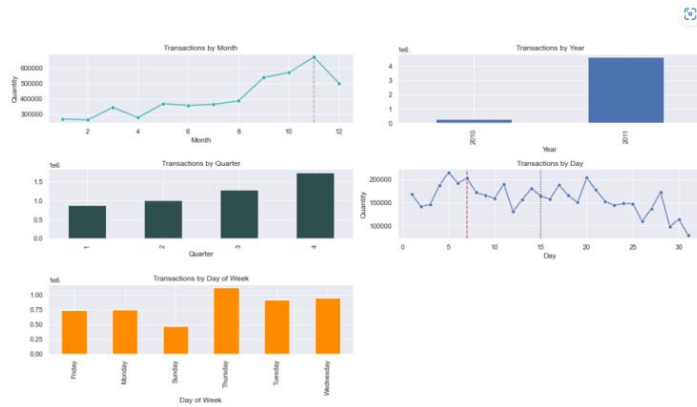 Transactions by Month
Quantity
600000
500000
400000
300000
2
4
6
8
10
12
Month
Transactions by Year
1e6
4
3
2
1
0
2010
2011
Year
Transactions by Quarter
1e6
1.5
1.0
0.5
0.0
1
2
3
4
Quarter
Transactions by Day
Quantity
200000
150000
100000
0
5
10
15
20
25
30
Day
Transactions by Day of Week
1e6
1.00
0.75
0.50
0.25
0.00
Friday
Monday
Sunday
Thursday
Tuesday
Wednesday
Day of Week